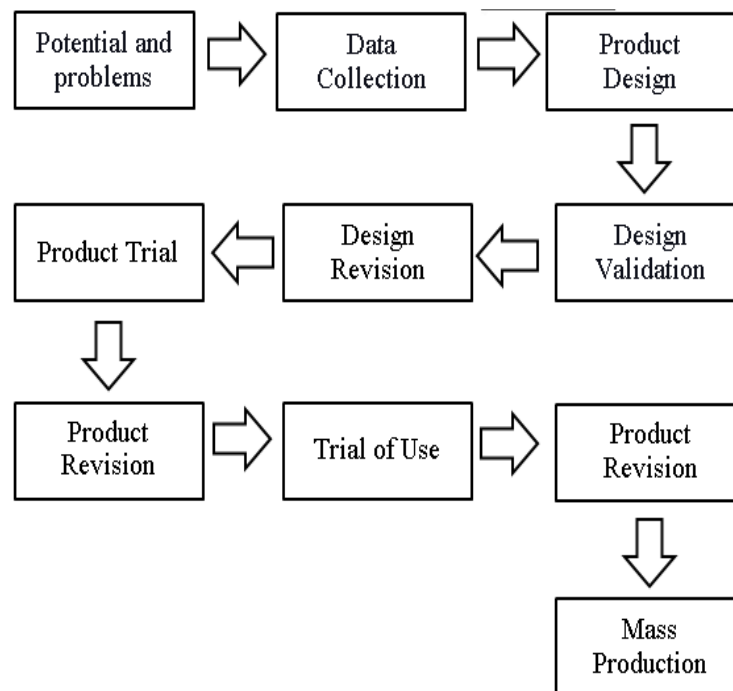 Potential and
problems
Data
Collection
Product
Design
Design
Validation
Design
Revision
Product Trial
Product
Revision
Trial of Use
Product
Revision
Mass
Production